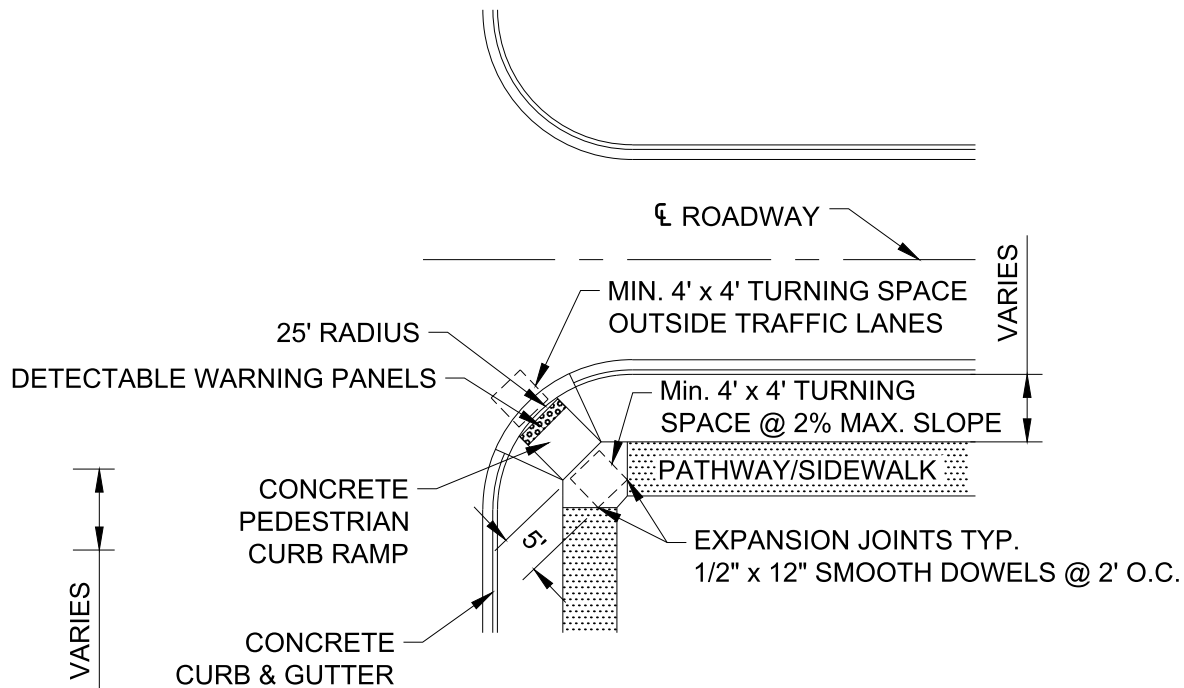 ℄ ROADWAY
VARIES
MIN. 4' x 4' TURNING SPACE
OUTSIDE TRAFFIC LANES
25' RADIUS
DETECTABLE WARNING PANELS
Min. 4' x 4' TURNING
SPACE @ 2% MAX. SLOPE
PATHWAY/SIDEWALK
CONCRETE
PEDESTRIAN
CURB RAMP
5'
EXPANSION JOINTS TYP.
1/2" x 12" SMOOTH DOWELS @ 2' O.C.
VARIES
CONCRETE
CURB & GUTTER